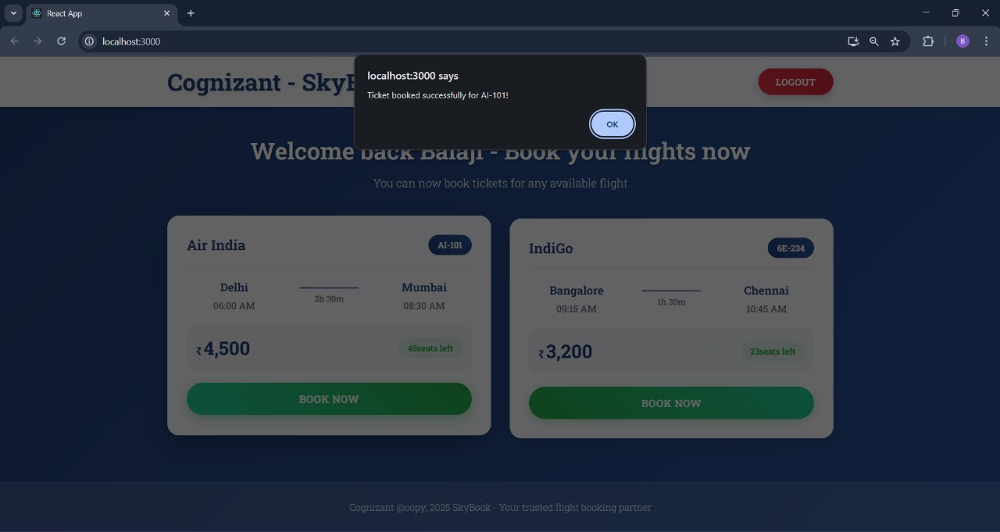 React App
localhost:3000
B
localhost:3000 says
Ticket booked successfully for AI-101!
OK
Cognizant - SkyB
LOGOUT
Welcome back Balaji - Book your flights now
You can now book tickets for any available flight
Air India
AI-101
Delhi
2h 30m
Mumbai
06:00 AM
08:30 AM
₹4,500
45seats left
BOOK NOW
IndiGo
6E-234
Bangalore
1h 30m
Chennai
09:15 AM
10:45 AM
₹3,200
23seats left
BOOK NOW
Cognizant @copy; 2025 SkyBook - Your trusted flight booking partner